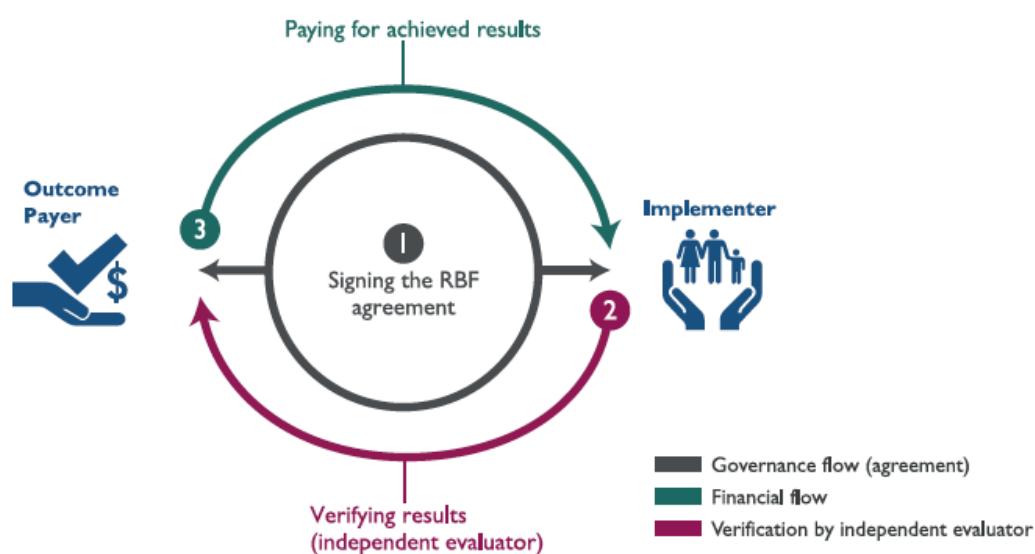 Paying for achieved results
Outcome
Payer
3
$
1
Signing the RBF
agreement
Implementer
2
Verifying results
(independent evaluator)
Governance flow (agreement)
Financial flow
Verification by independent evaluator